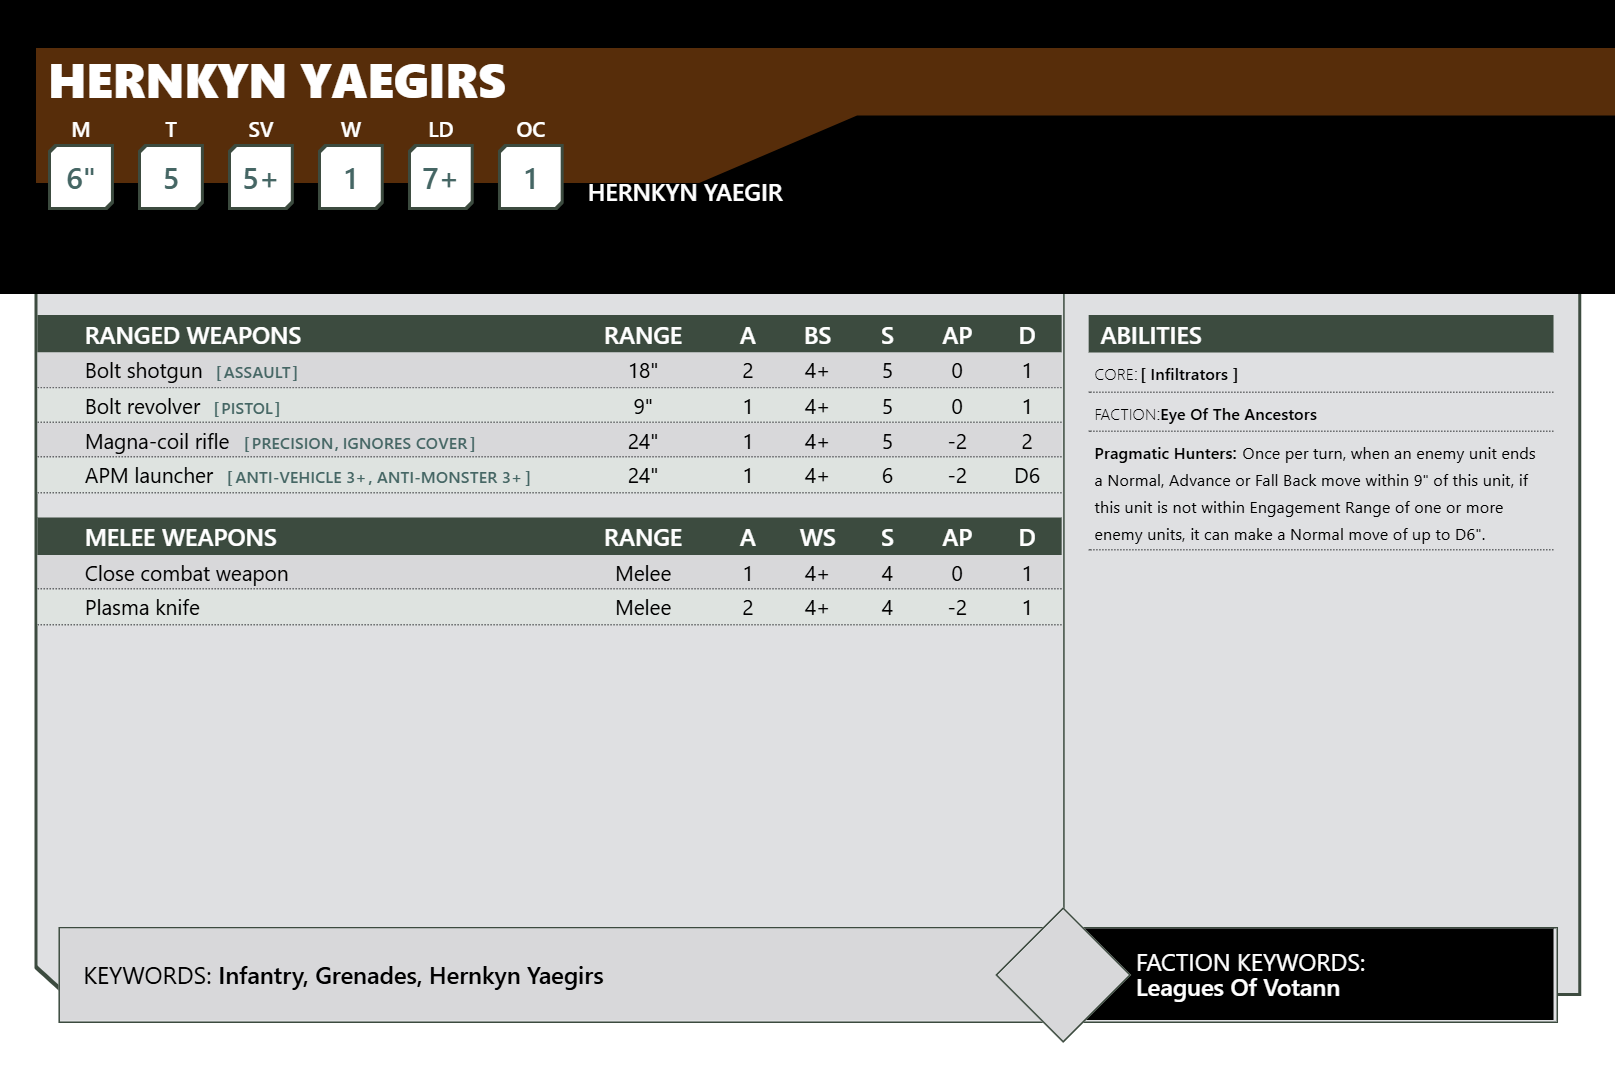 HERNKYN YAEGIRS
M T SV W LD OC
6" 5 5+ 1 7+ 1 HERNKYN YAEGIR
RANGED WEAPONS RANGE A BS S AP D
Bolt shotgun [ASSAULT] 18" 2 4+ 5 0 1
Bolt revolver [PISTOL] 9" 1 4+ 5 0 1
Magna-coil rifle [PRECISION, IGNORES COVER] 24" 1 4+ 5 -2 2
APM launcher [ANTI-VEHICLE 3+, ANTI-MONSTER 3+] 24" 1 4+ 6 -2 D6
MELEE WEAPONS RANGE A WS S AP D
Close combat weapon Melee 1 4+ 4 0 1
Plasma knife Melee 2 4+ 4 -2 1
ABILITIES
CORE: [ Infiltrators ]
FACTION:Eye Of The Ancestors
Pragmatic Hunters: Once per turn, when an enemy unit ends
a Normal, Advance or Fall Back move within 9" of this unit, if
this unit is not within Engagement Range of one or more
enemy units, it can make a Normal move of up to D6".
KEYWORDS: Infantry, Grenades, Hernkyn Yaegirs
FACTION KEYWORDS:
Leagues Of Votann